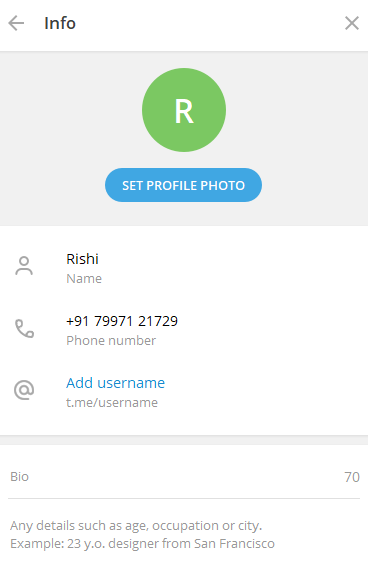 Info
R
SET PROFILE PHOTO
Rishi
Name
+91 79971 21729
Phone number
Add username
t.me/username
Bio 70
Any details such as age, occupation or city.
Example: 23 y.o. designer from San Francisco